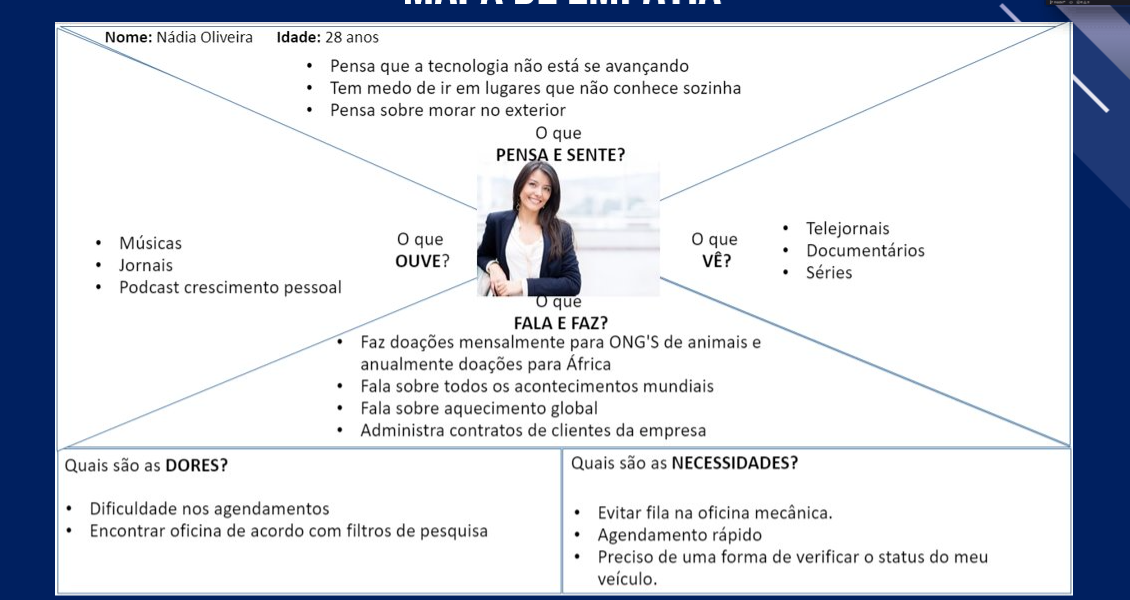 MAPA DE EMPATIA
Nome: Nádia Oliveira Idade: 28 anos
• Pensa que a tecnologia não está se avançando
• Tem medo de ir em lugares que não conhece sozinha
• Pensa sobre morar no exterior
O que
PENSA E SENTE?
• Músicas
• Jornais
• Podcast crescimento pessoal
O que
OUVE?
O que
VÊ?
• Telejornais
• Documentários
• Séries
O que
FALA E FAZ?
• Faz doações mensalmente para ONG'S de animais e
anualmente doações para África
• Fala sobre todos os acontecimentos mundiais
• Fala sobre aquecimento global
• Administra contratos de clientes da empresa
Quais são as DORES?
• Dificuldade nos agendamentos
• Encontrar oficina de acordo com filtros de pesquisa
Quais são as NECESSIDADES?
• Evitar fila na oficina mecânica.
• Agendamento rápido
• Preciso de uma forma de verificar o status do meu
veículo.